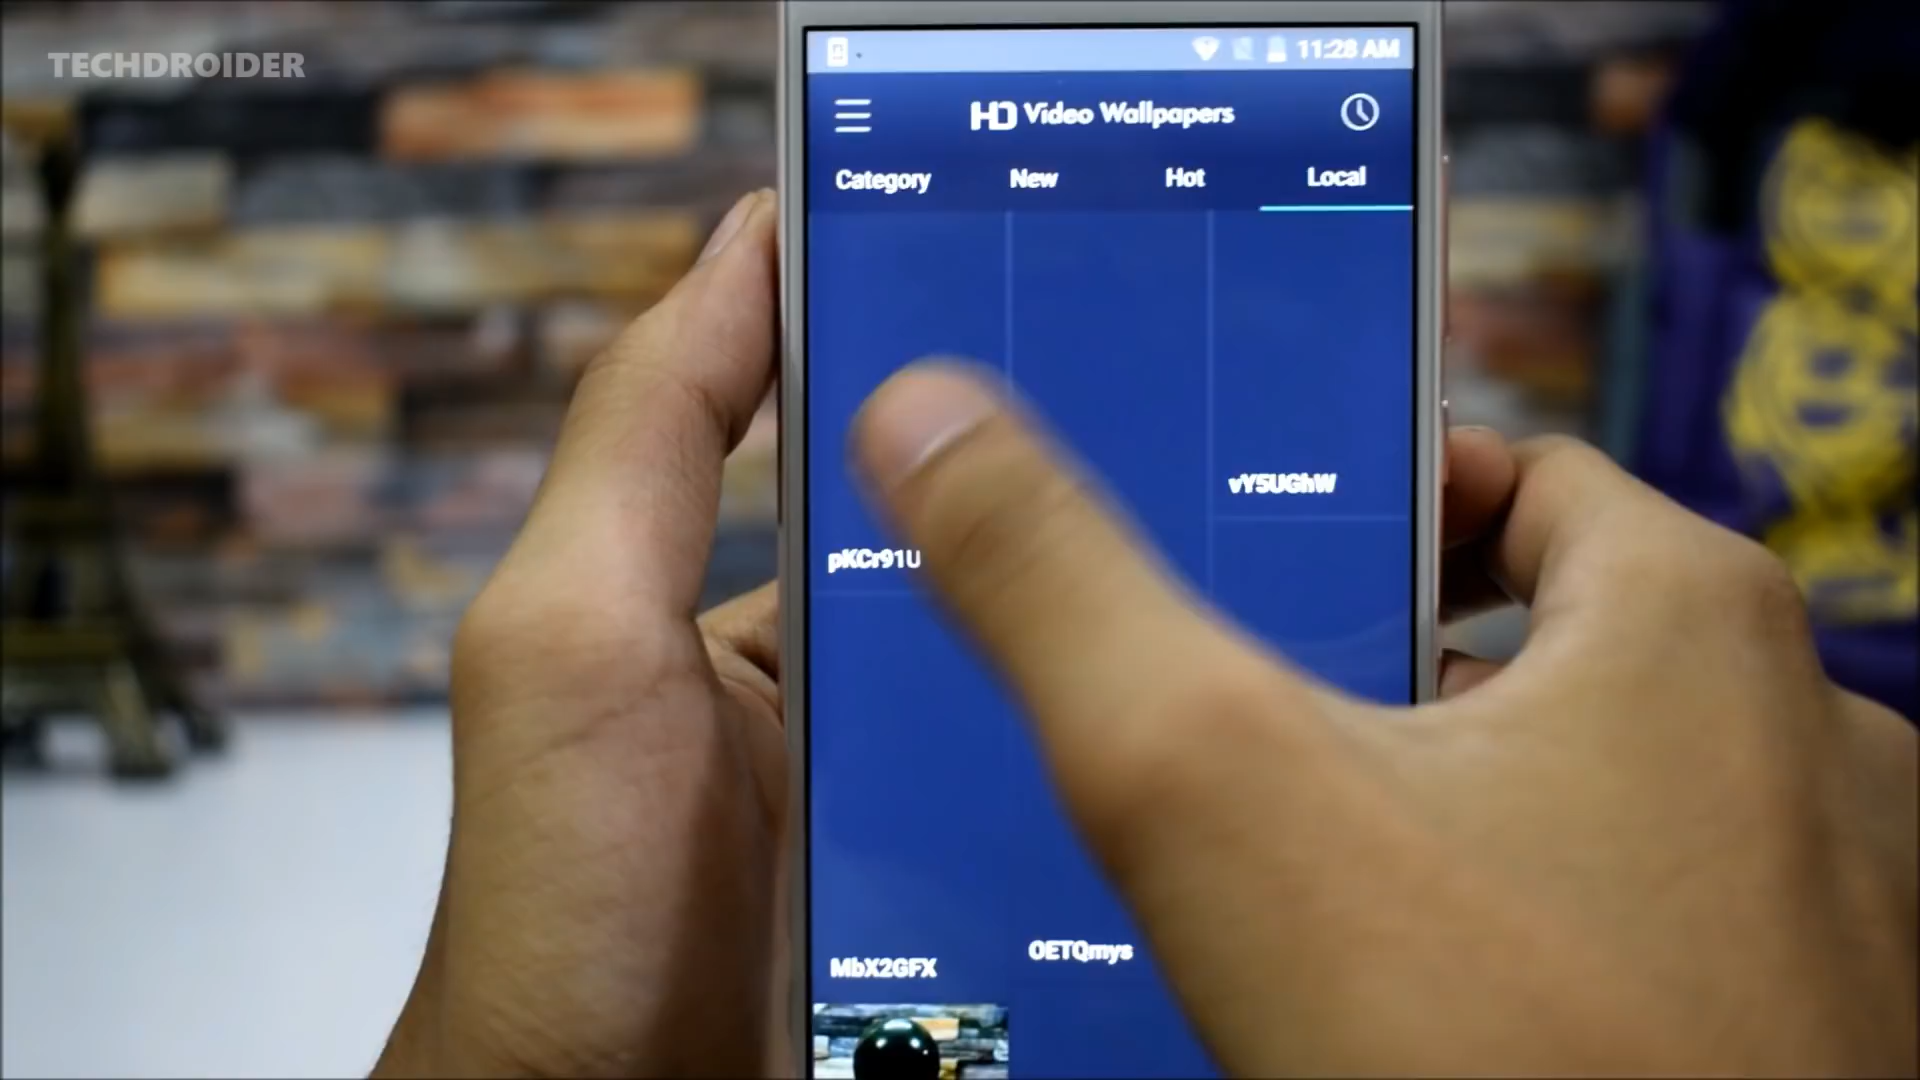 TECHDROIDER
11:28 AM
HD Video Wallpapers
Category New Hot Local
vY5UGhW
pKCr91U
OETQmys
MbX2GFX